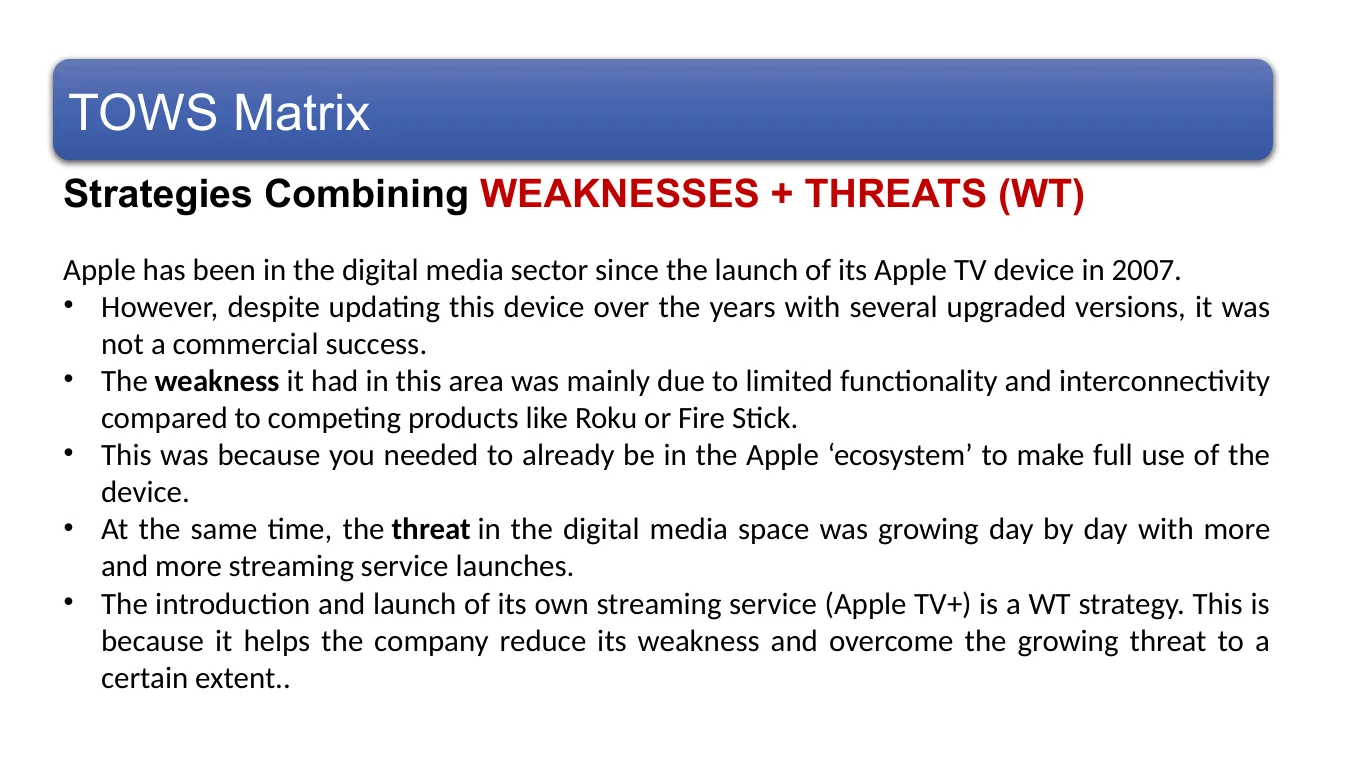 TOWS Matrix
Strategies Combining WEAKNESSES + THREATS (WT)
Apple has been in the digital media sector since the launch of its Apple TV device in 2007.
• However, despite updating this device over the years with several upgraded versions, it was
not a commercial success.
• The weakness it had in this area was mainly due to limited functionality and interconnectivity
compared to competing products like Roku or Fire Stick.
• This was because you needed to already be in the Apple ‘ecosystem’ to make full use of the
device.
• At the same time, the threat in the digital media space was growing day by day with more
and more streaming service launches.
• The introduction and launch of its own streaming service (Apple TV+) is a WT strategy. This is
because it helps the company reduce its weakness and overcome the growing threat to a
certain extent..